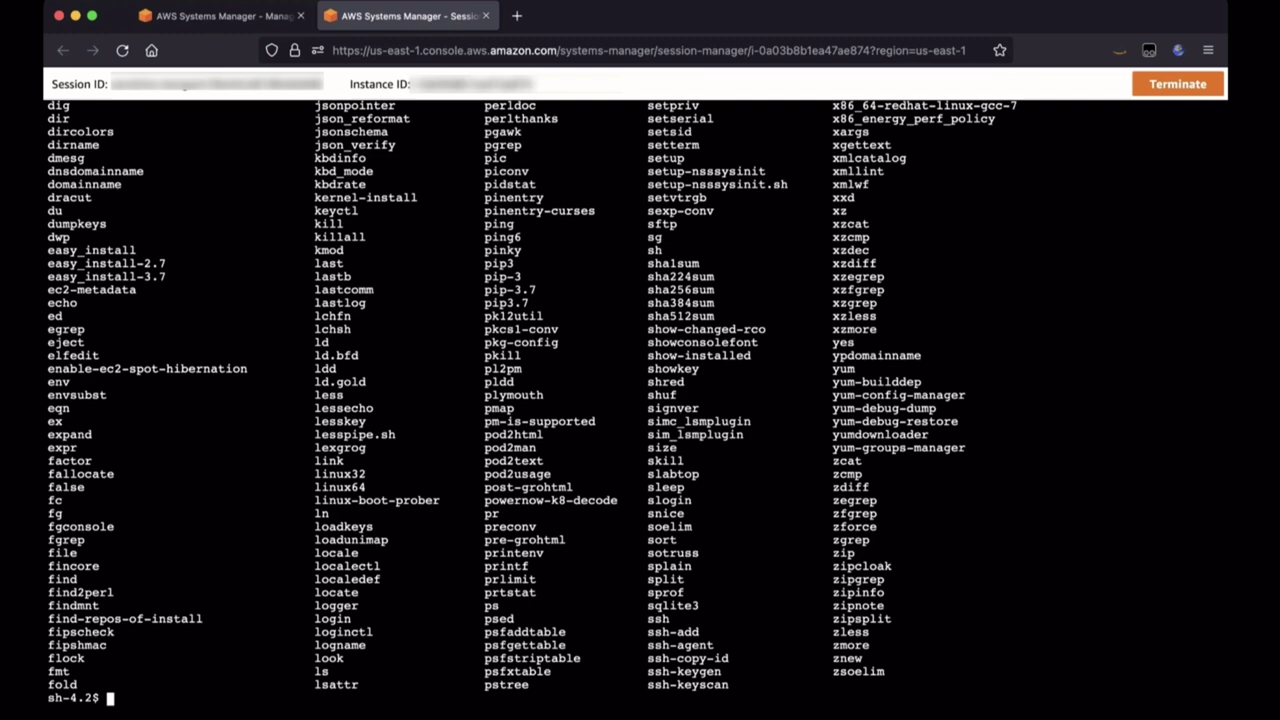 AWS Systems Manager - Manag
AWS Systems Manager - Sessio
https://us-east-1.console.aws.amazon.com/systems-manager/session-manager/i-0a03b8b1ea47ae874?region=us-east-1
Session ID: Instance ID: Terminate
dig jsonpointer perldoc setpriv x86_64-redhat-linux-gcc-7
dir json_reformat perlthanks setserial x86_energy_perf_policy
dircolors jsonschema pgawk setsid xargs
dirname json_verify pgrep setterm xgettext
dmesg kbdinfo pic setup xmlcatalog
dnsdomainname kbd_mode piconv setup-nsssysinit xmllint
domainname kbdrate pidstat setup-nsssysinit.sh xmlwf
dracut kernel-install pinentry setvtrgb xxd
du keyctl pinentry-curses sexp-conv xz
dumpkeys kill ping sftp xzcat
dwp killall ping6 sg xzcmp
easy_install kmod pinky sh xzdec
easy_install-2.7 last pip3 sha1sum xzdiff
easy_install-3.7 lastb pip-3 sha224sum xzegrep
ec2-metadata lastcomm pip-3.7 sha256sum xzfgrep
echo lastlog pip3.7 sha384sum xzgrep
ed lchfn pk12util sha512sum xzless
egrep lchsh pkcs1-conv show-changed-rco xzmore
eject ld pkg-config showconsolefont yes
elfedit ld.bfd pkill show-installed ypdomainname
enable-ec2-spot-hibernation ldd pl2pm showkey yum
env ld.gold pldd shred yum-builddep
envsubst less plymouth shuf yum-config-manager
eqn lessecho pmap signver yum-debug-dump
ex lesskey pm-is-supported simc_lsmplugin yum-debug-restore
expand lesspipe.sh pod2html sim_lsmplugin yumdownloader
expr lexgrog pod2man size yum-groups-manager
factor link pod2text skill zcat
fallocate linux32 pod2usage slabtop zcmp
false linux64 post-grohtml sleep zdiff
fc linux-boot-prober powernow-k8-decode slogin zegrep
fg ln pr snice zfgrep
fgconsole loadkeys preconv soelim zforce
fgrep loadunimap pre-grohtml sort zgrep
file locale printenv sotruss zip
fincore localectl printf splain zipcloak
find localedef prlimit split zipgrep
find2perl locate prtstat sprof zipinfo
findmnt logger ps sqlite3 zipnote
find-repos-of-install login psed ssh zipsplit
fipscheck loginctl psfaddtable ssh-add zless
fipshmac logname psfgettable ssh-agent zmore
flock look psfstriptable ssh-copy-id znew
fmt ls psfxtable ssh-keygen zsoelim
fold lsattr pstree ssh-keyscan
sh-4.2$